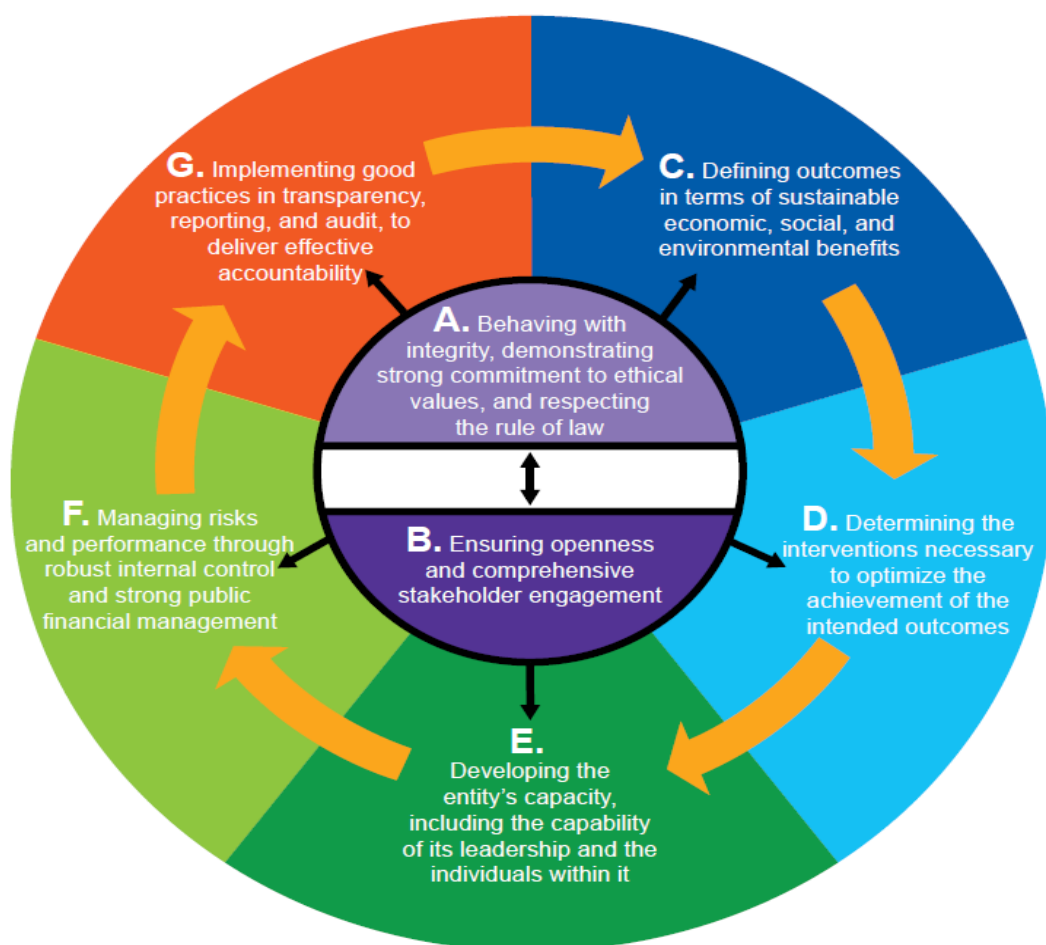 G. Implementing good
practices in transparency,
reporting, and audit, to
deliver effective
accountability
C. Defining outcomes
in terms of sustainable
economic, social, and
environmental benefits
A. Behaving with
integrity, demonstrating
strong commitment to ethical
values, and respecting
the rule of law
F. Managing risks
and performance through
robust internal control
and strong public
financial management
B. Ensuring openness
and comprehensive
stakeholder engagement
D. Determining the
interventions necessary
to optimize the
achievement of the
intended outcomes
E.
Developing the
entity’s capacity,
including the capability
of its leadership and the
individuals within it